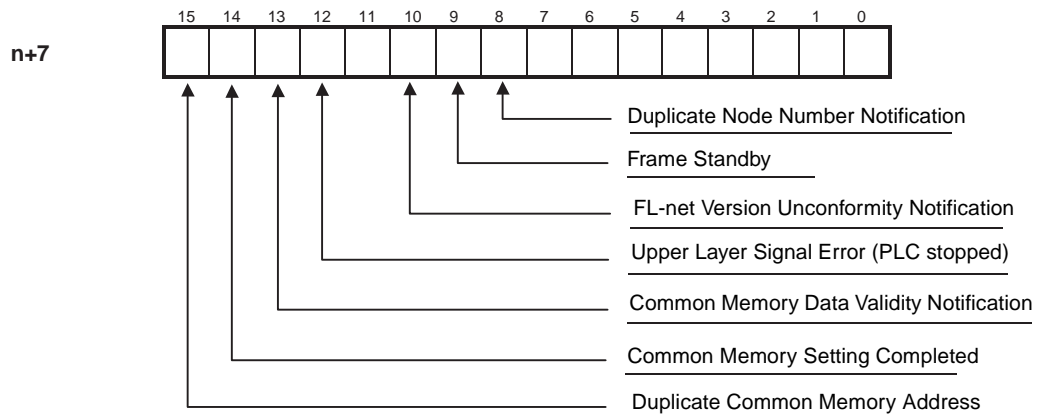 15 14 13 12 11 10 9 8 7 6 5 4 3 2 1 0
n+7
Duplicate Node Number Notification
Frame Standby
FL-net Version Unconformity Notification
Upper Layer Signal Error (PLC stopped)
Common Memory Data Validity Notification
Common Memory Setting Completed
Duplicate Common Memory Address